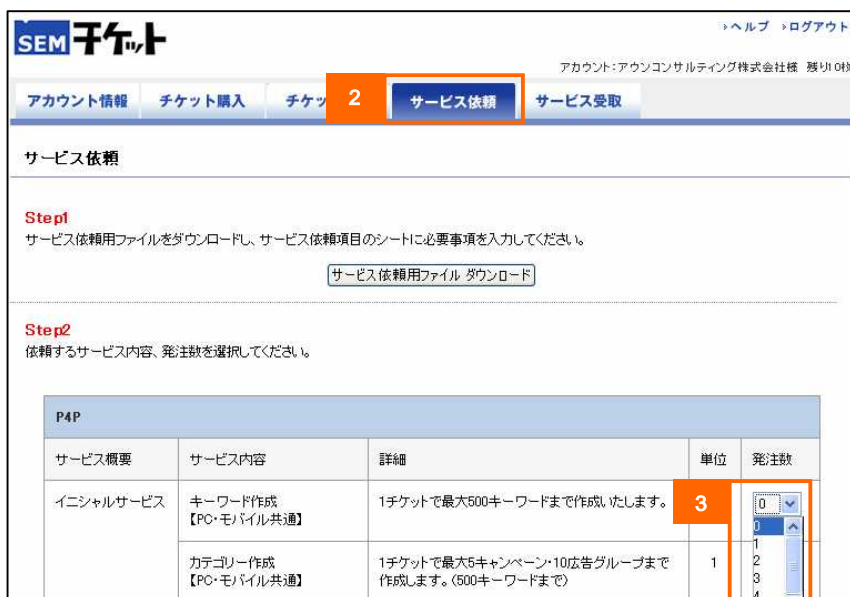 SEMチケット
›ヘルプ ›ログアウト
アカウント：アウンコンサルティング株式会社様 残り10枚
アカウント情報 チケット購入 チケッ 2 サービス依頼 サービス受取
サービス依頼
Step1
サービス依頼用ファイルをダウンロードし、サービス依頼項目のシートに必要事項を入力してください。
サービス依頼用ファイル ダウンロード
Step2
依頼するサービス内容、発注数を選択してください。
P4P
サービス概要 サービス内容 詳細 単位 発注数
イニシャルサービス キーワード作成 1チケットで最大500キーワードまで作成いたします。 3 0
【PC・モバイル共通】 0
1
カテゴリー作成 1チケットで最大5キャンペーン・10広告グループまで 1 2
【PC・モバイル共通】 作成します。（500キーワードまで） 3
4